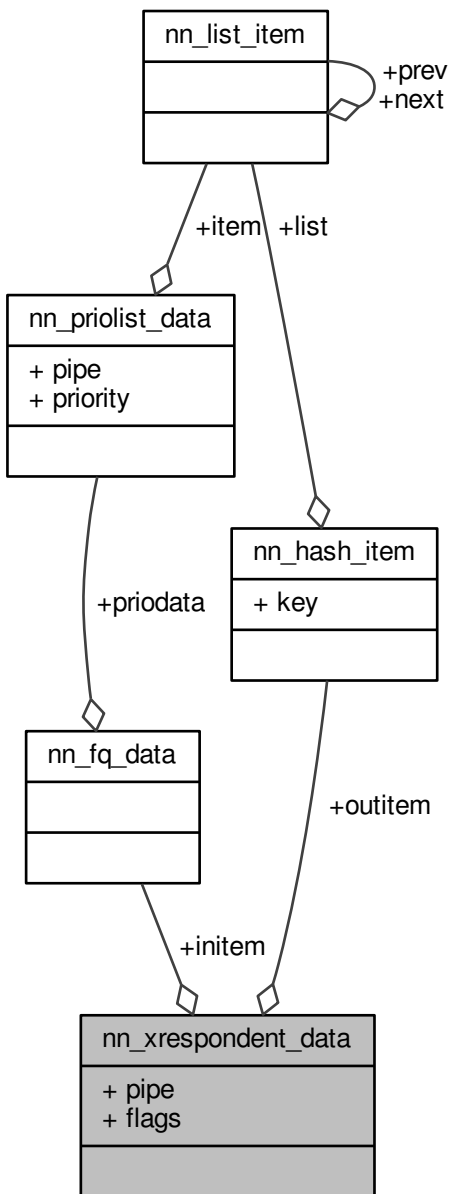 nn_list_item
+prev
+next
+item
+list
nn_priolist_data
+ pipe
+ priority
nn_hash_item
+ key
+priodata
nn_fq_data
+outitem
+initem
nn_xrespondent_data
+ pipe
+ flags